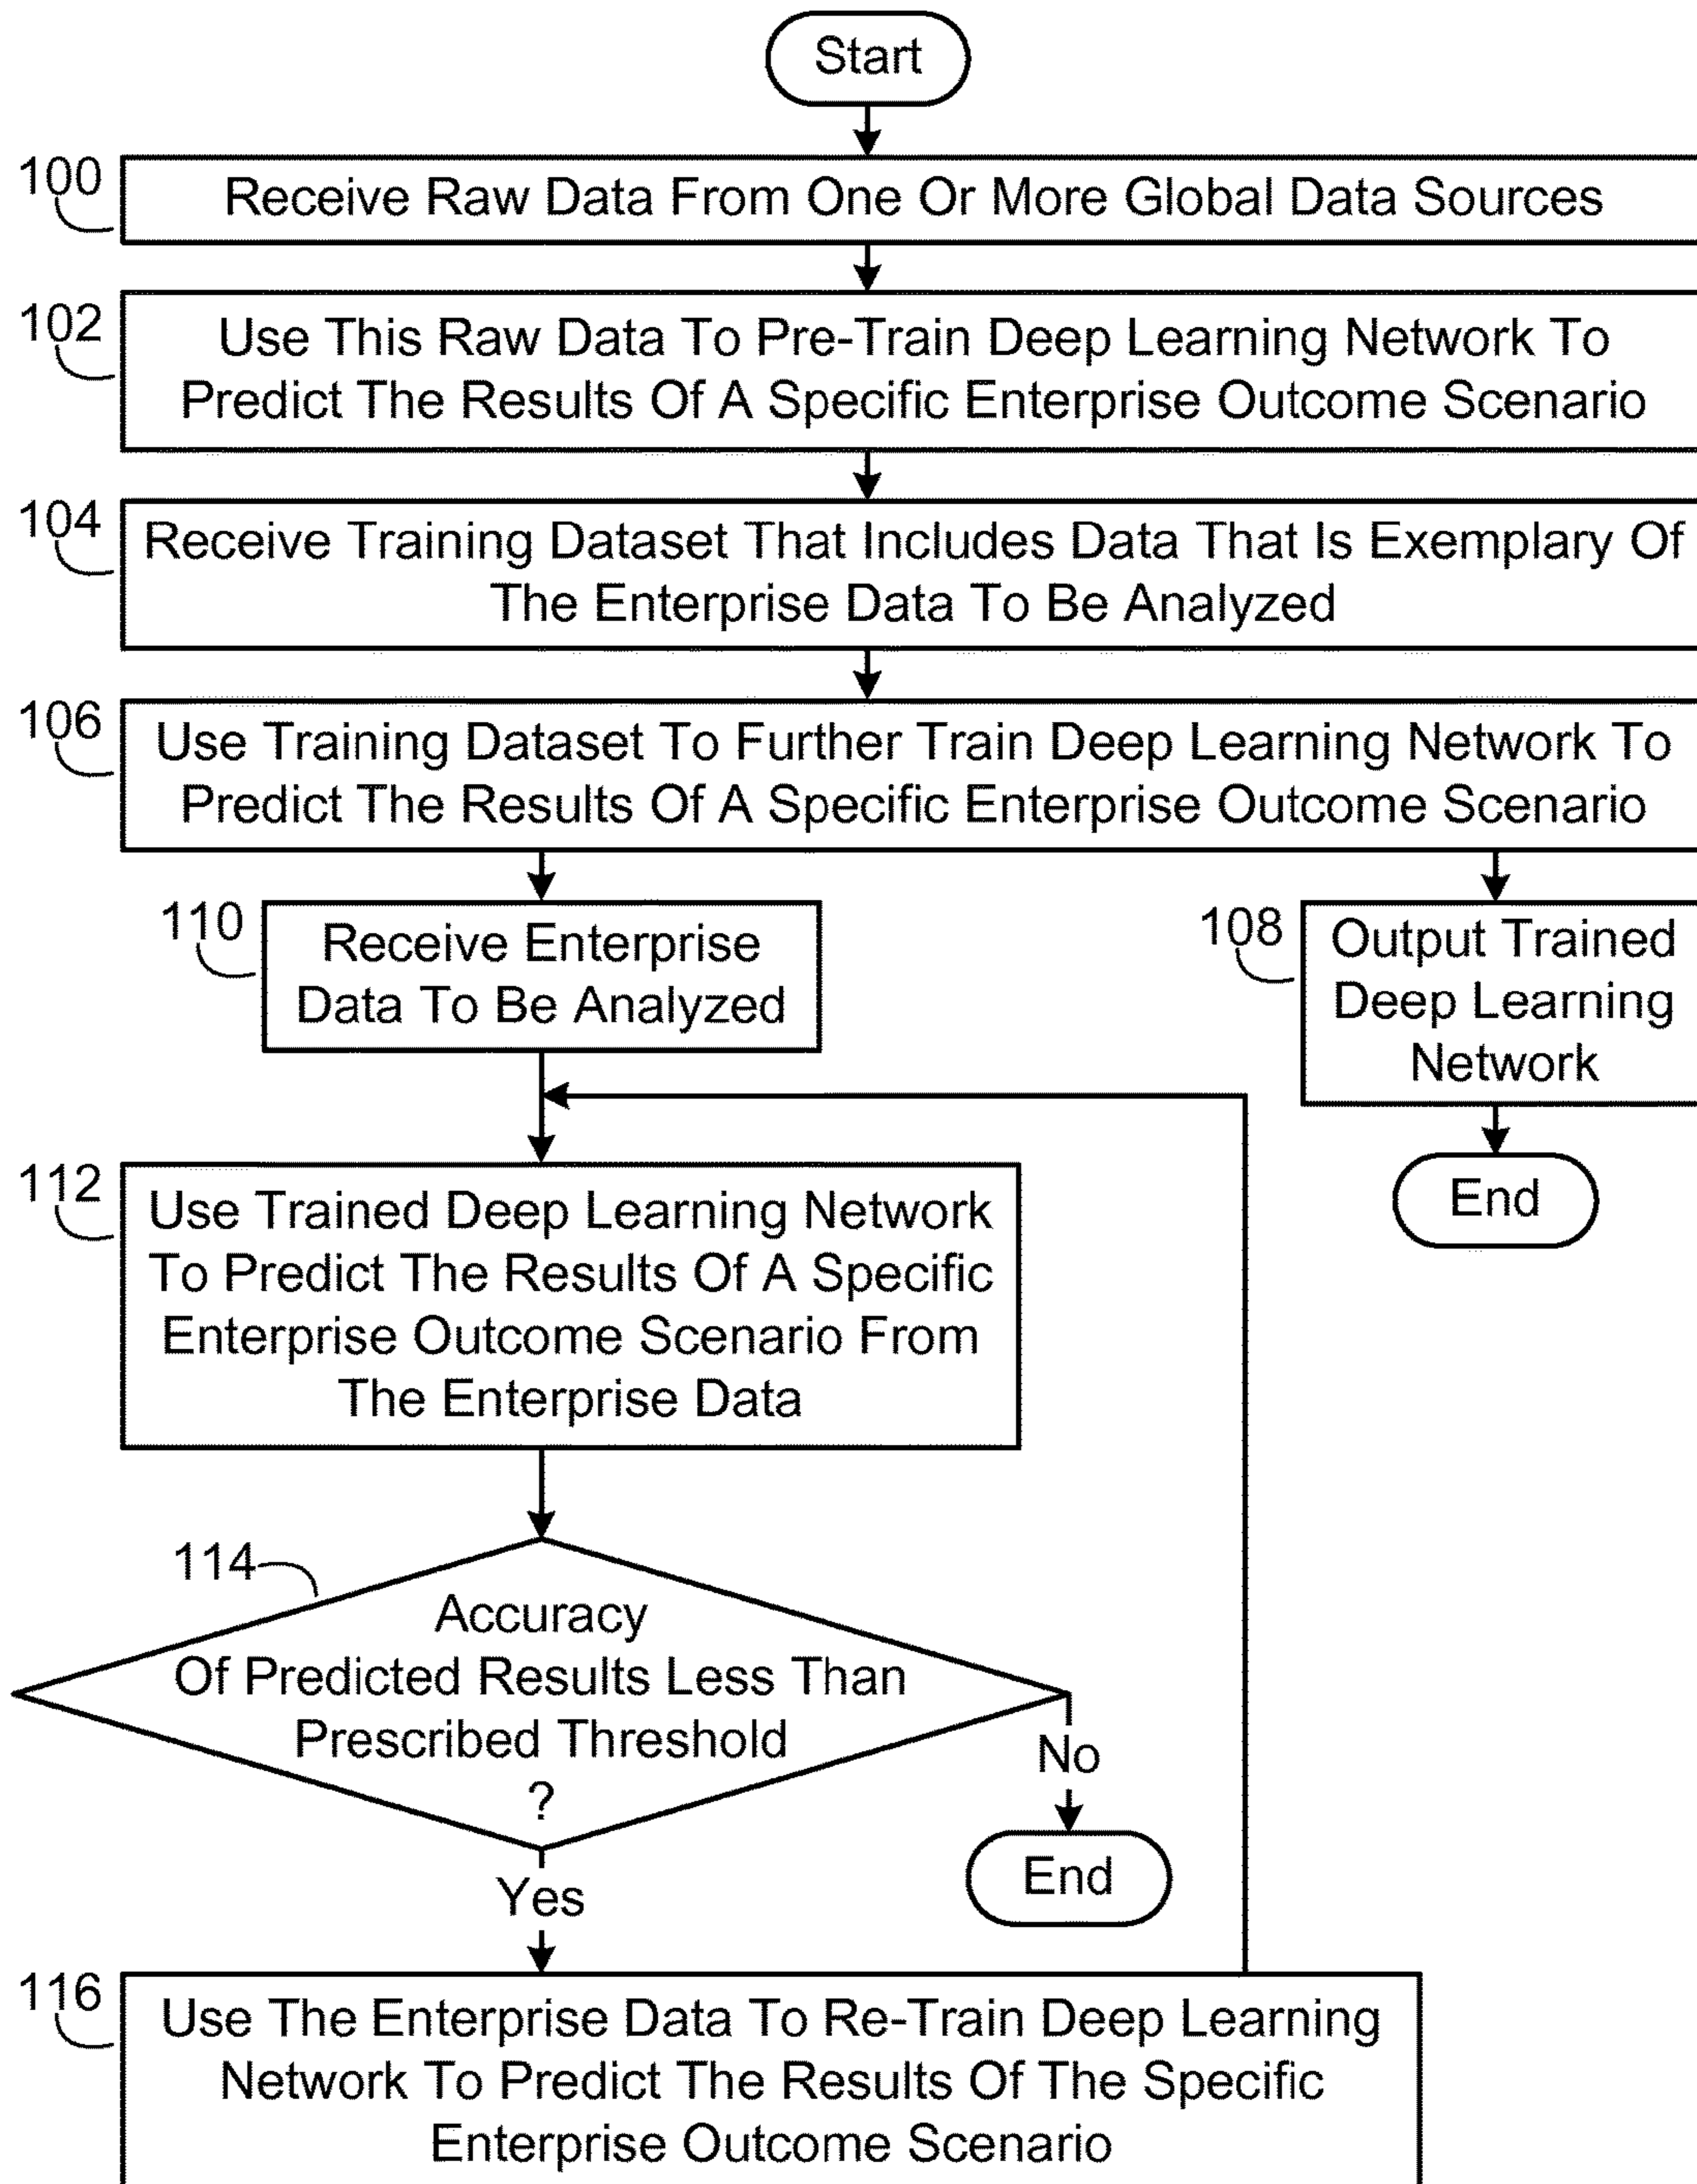 Start
100
Receive Raw Data From One Or More Global Data Sources
102
Use This Raw Data To Pre-Train Deep Learning Network To
Predict The Results Of A Specific Enterprise Outcome Scenario
104
Receive Training Dataset That Includes Data That Is Exemplary Of
The Enterprise Data To Be Analyzed
106
Use Training Dataset To Further Train Deep Learning Network To
Predict The Results Of A Specific Enterprise Outcome Scenario
110
Receive Enterprise
Data To Be Analyzed
108
Output Trained
Deep Learning
Network
End
112
Use Trained Deep Learning Network
To Predict The Results Of A Specific
Enterprise Outcome Scenario From
The Enterprise Data
114
Accuracy
Of Predicted Results Less Than
Prescribed Threshold
?
No
End
Yes
116
Use The Enterprise Data To Re-Train Deep Learning
Network To Predict The Results Of The Specific
Enterprise Outcome Scenario